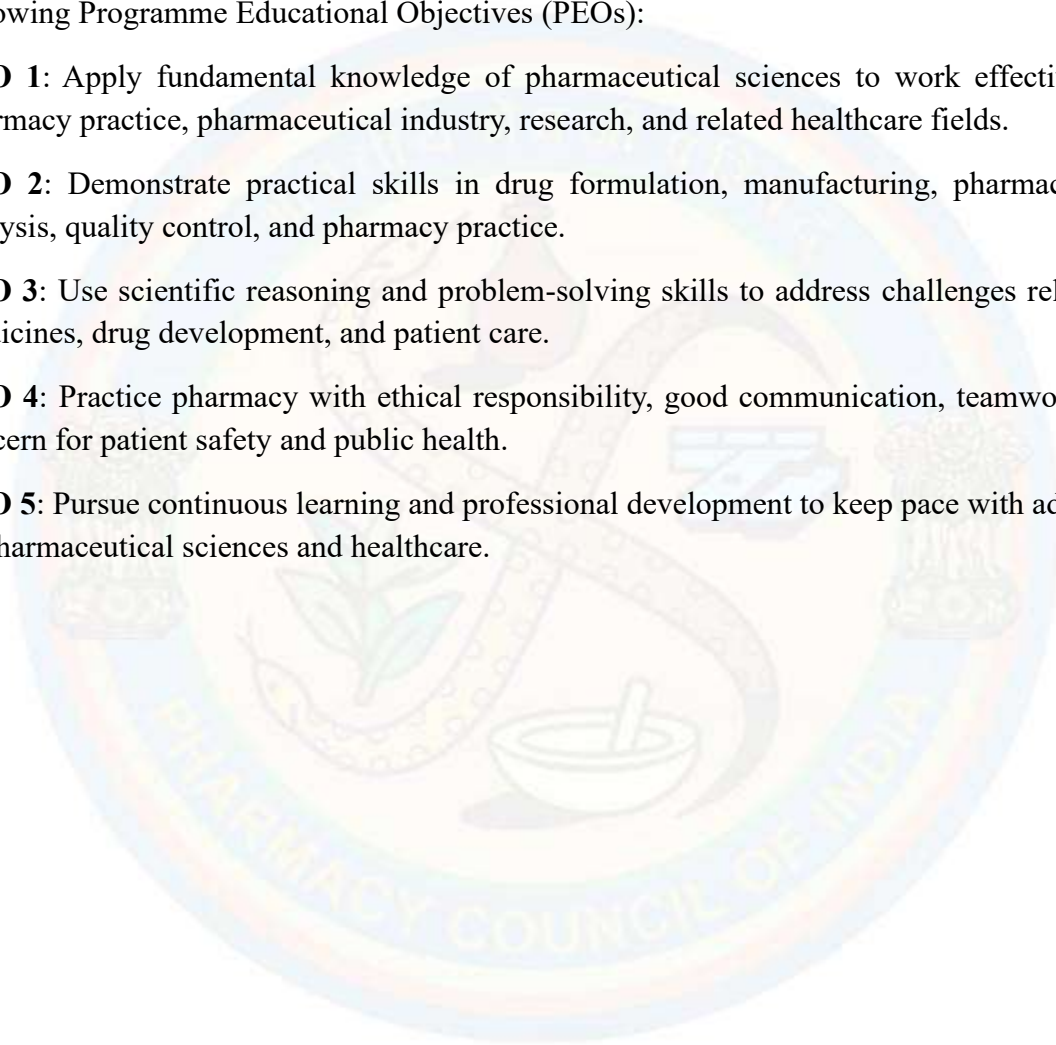 owing Programme Educational Objectives (PEOs):
O 1: Apply fundamental knowledge of pharmaceutical sciences to work effecti
rmacy practice, pharmaceutical industry, research, and related healthcare fields.
O 2: Demonstrate practical skills in drug formulation, manufacturing, pharmac
ysis, quality control, and pharmacy practice.
O 3: Use scientific reasoning and problem-solving skills to address challenges rel
icines, drug development, and patient care.
O 4: Practice pharmacy with ethical responsibility, good communication, teamwo
cern for patient safety and public health.
O 5: Pursue continuous learning and professional development to keep pace with ad
harmaceutical sciences and healthcare.
PHARMACY COUNCIL OF INDIA